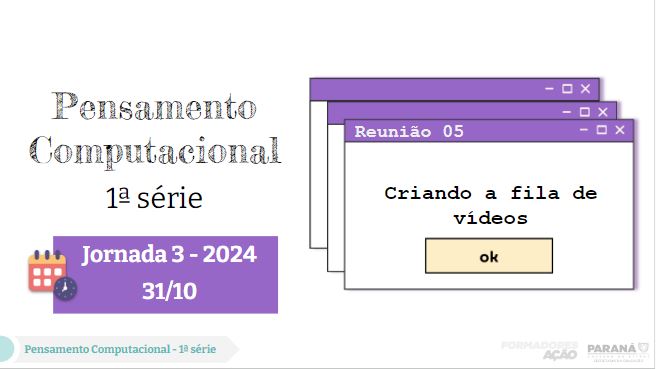 Pensamento
Computacional
1ª série
Jornada 3 - 2024
31/10
Reunião 05
Criando a fila de
vídeos
ok
Pensamento Computacional - 1ª série
FORMADORES
AÇÃO
PARANÁ